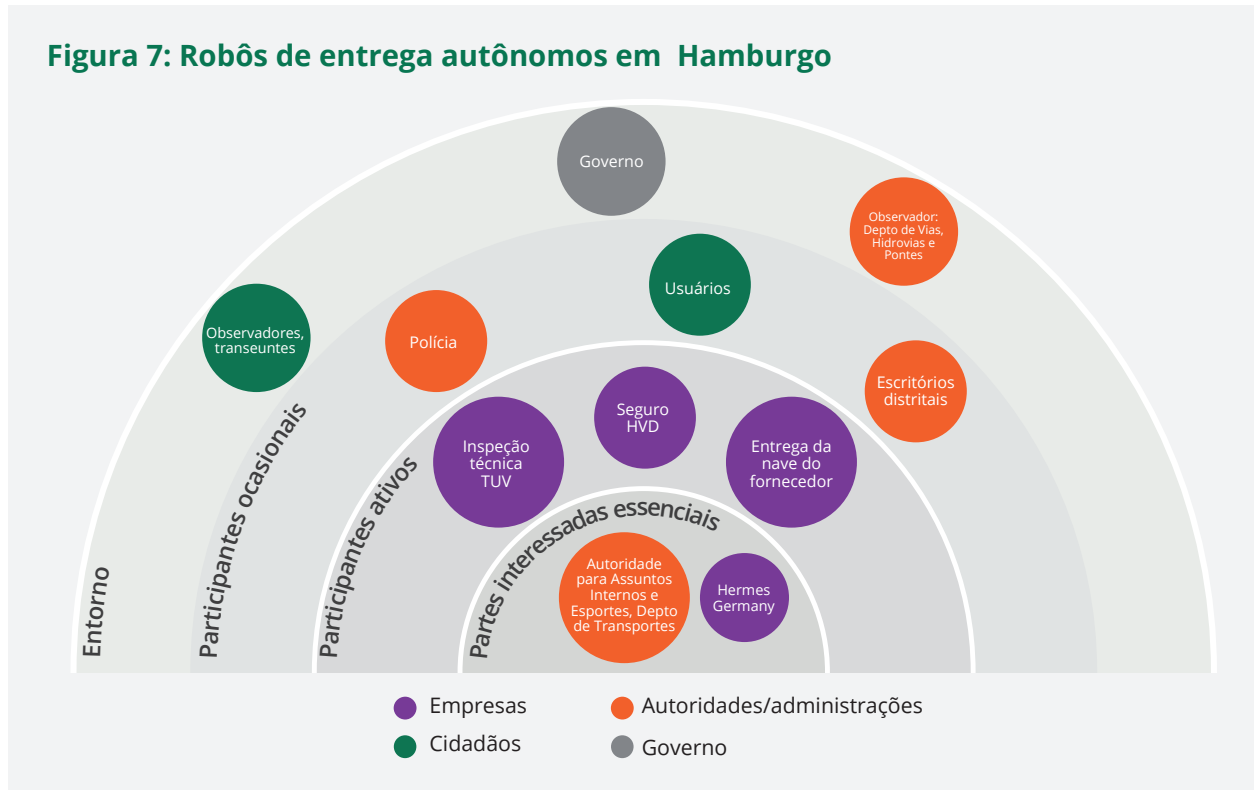 Figura 7: Robôs de entrega autônomos em Hamburgo
Governo
Observador:
Depto de Vias,
Hidrovias e
Pontes
Usuários
Observadores,
transeuntes
Polícia
Escritórios
distritais
Seguro
HVD
Inspeção
técnica
TUV
Entrega da
nave do
fornecedor
Autoridade
para Assuntos
Internos e
Esportes, Depto
de Transportes
Hermes
Germany
Entorno
Participantes ocasionais
Participantes ativos
Partes interessadas essenciais
Empresas
Autoridades/administrações
Cidadãos
Governo